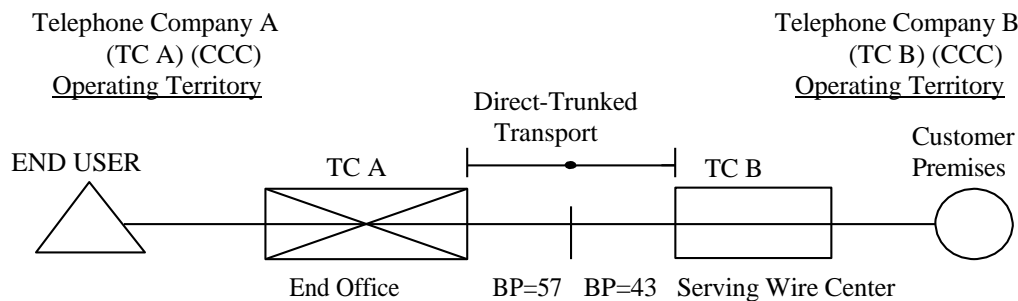 Telephone Company A
(TC A) (CCC)
Operating Territory
Telephone Company B
(TC B) (CCC)
Operating Territory
Direct-Trunked
Transport
END USER
TC A
TC B
Customer
Premises
End Office
BP=57
BP=43
Serving Wire Center